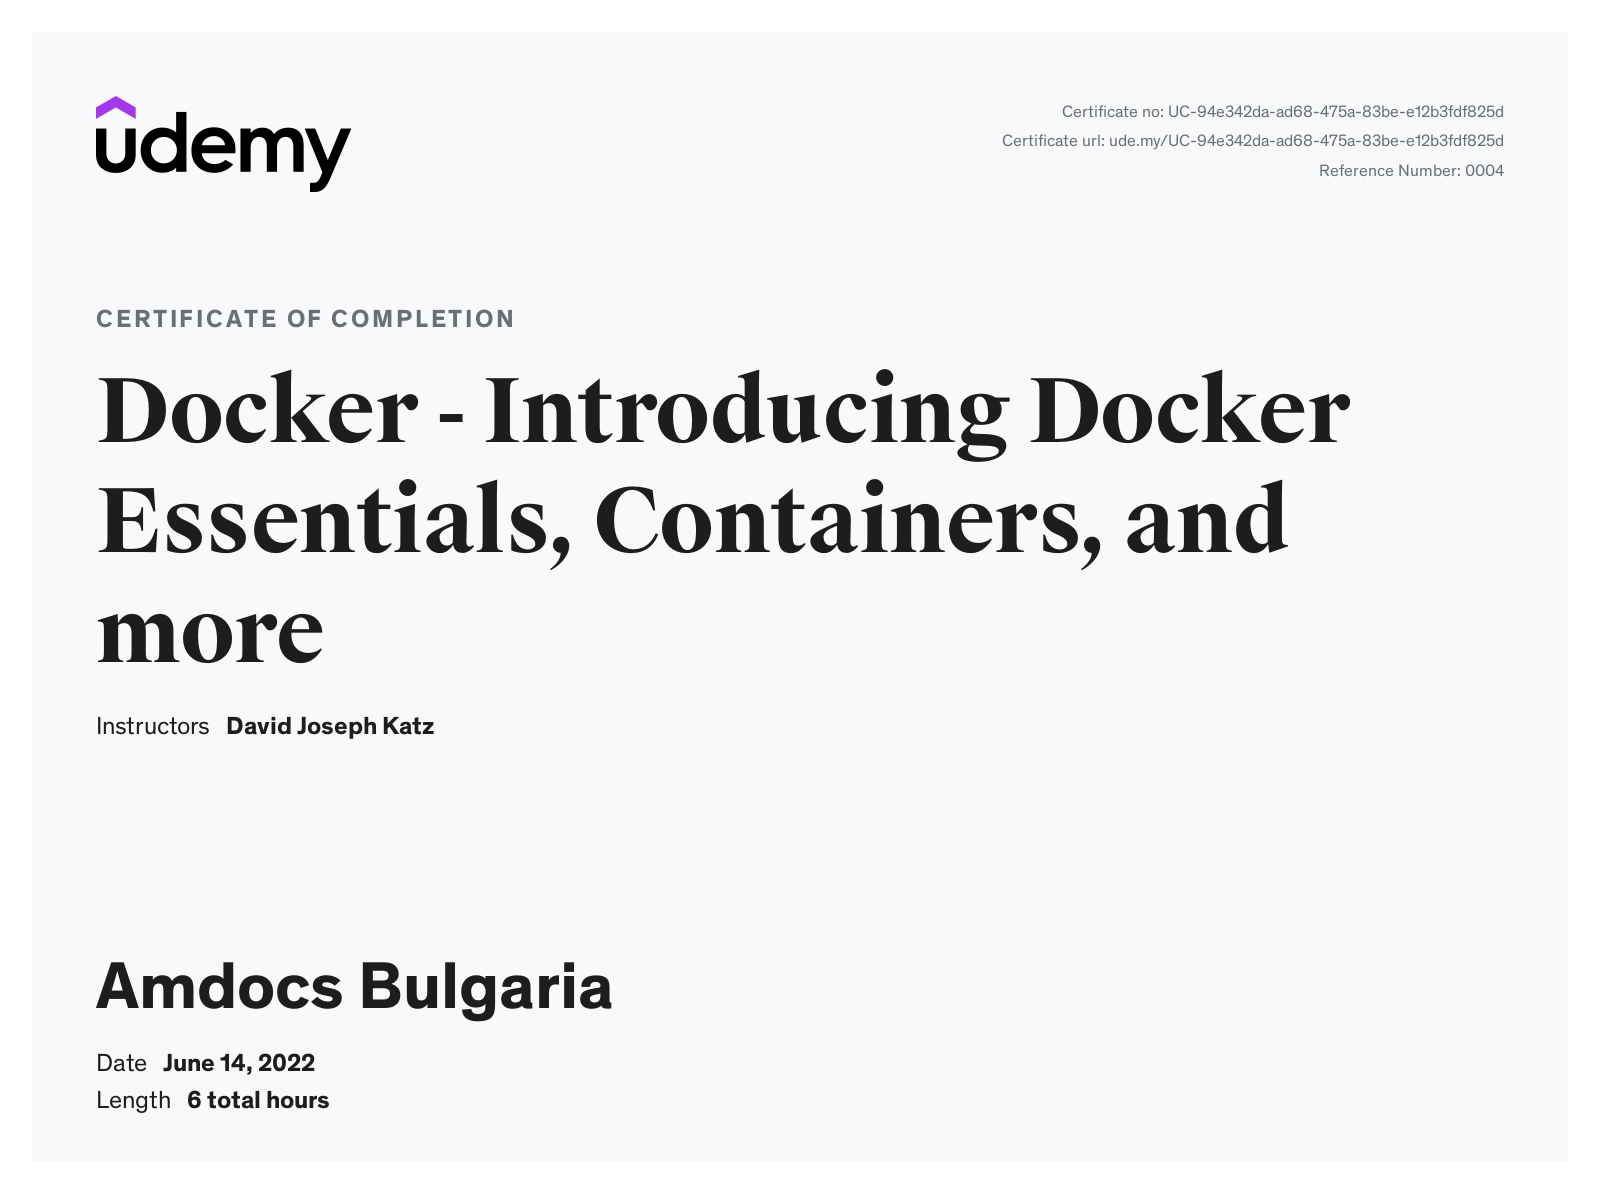 udemy
Certificate no: UC-94e342da-ad68-475a-83be-e12b3fdf825d
Certificate url: ude.my/UC-94e342da-ad68-475a-83be-e12b3fdf825d
Reference Number: 0004
CERTIFICATE OF COMPLETION
Docker - Introducing Docker
Essentials, Containers, and
more
Instructors David Joseph Katz
Amdocs Bulgaria
Date June 14, 2022
Length 6 total hours